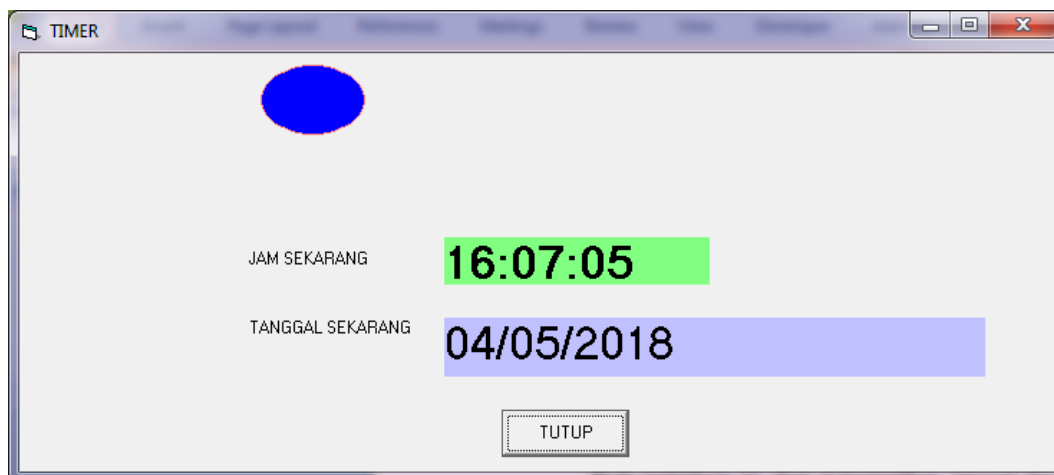 TIMER
JAM SEKARANG 16:07:05
TANGGAL SEKARANG 04/05/2018
TUTUP